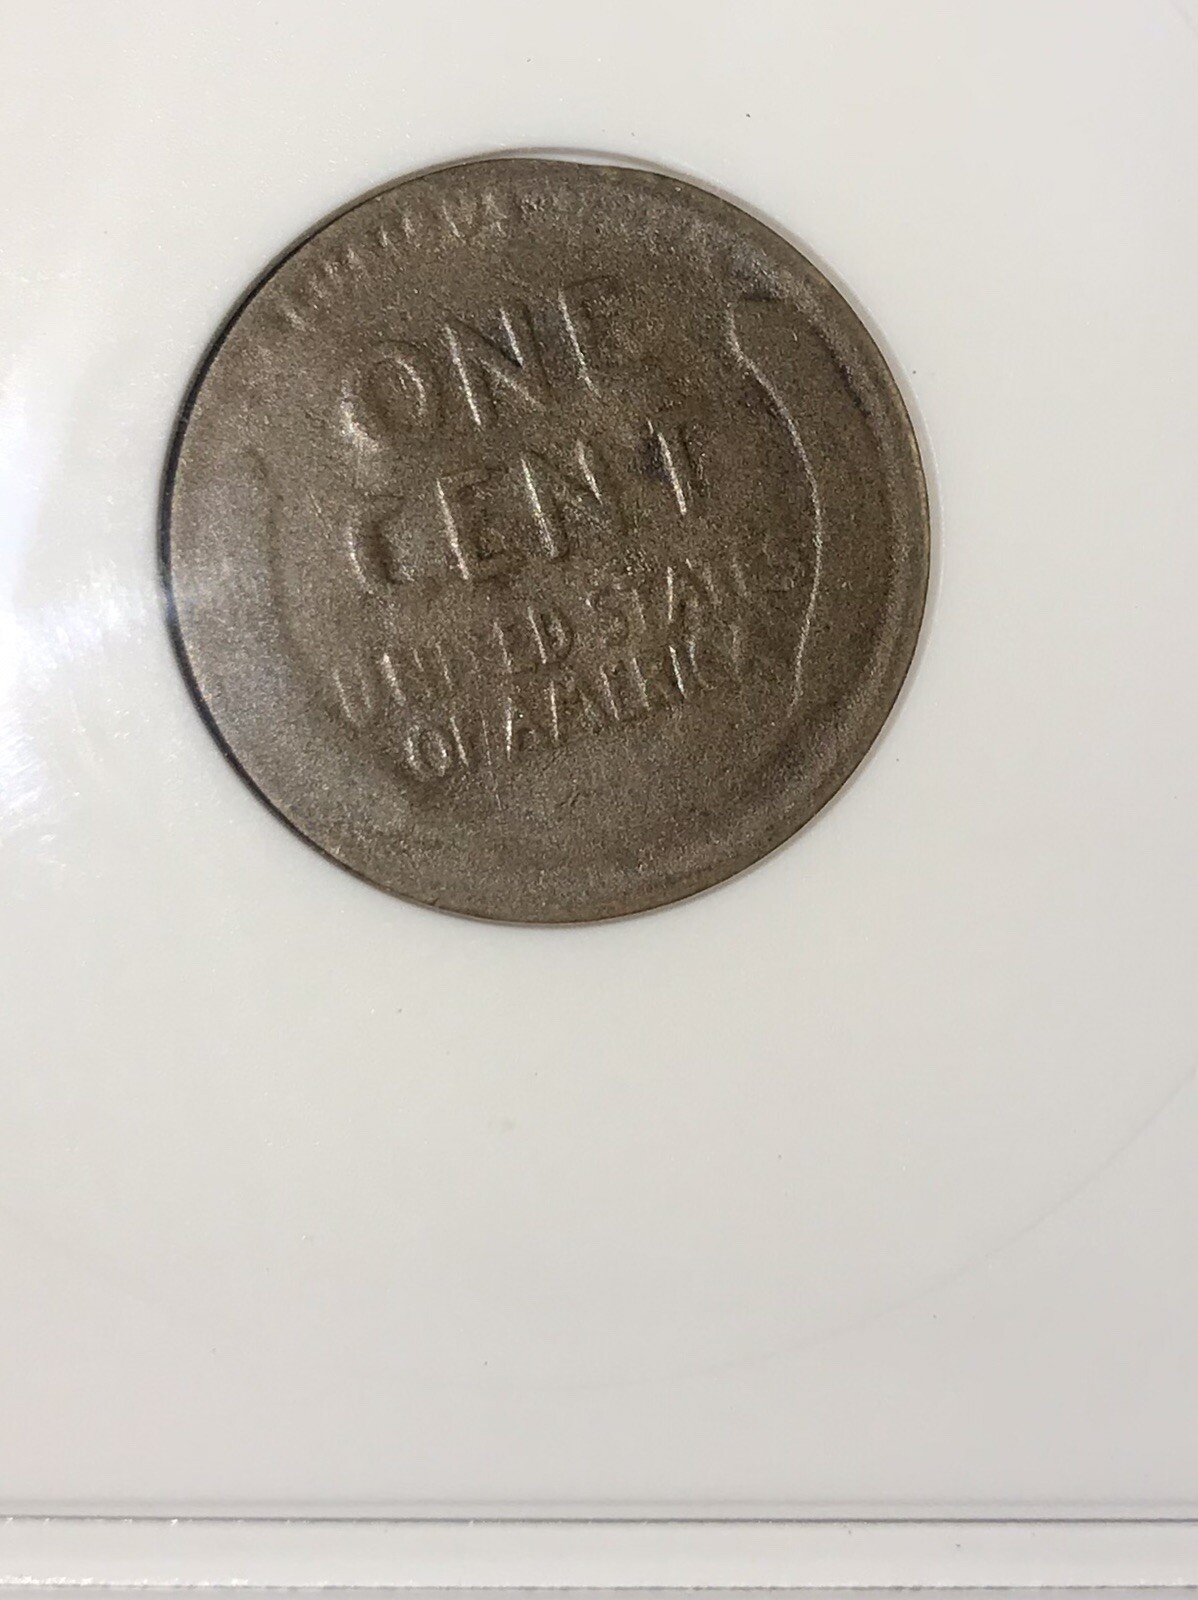 ONE
CENT
UNITED STATES
OF AMERICA